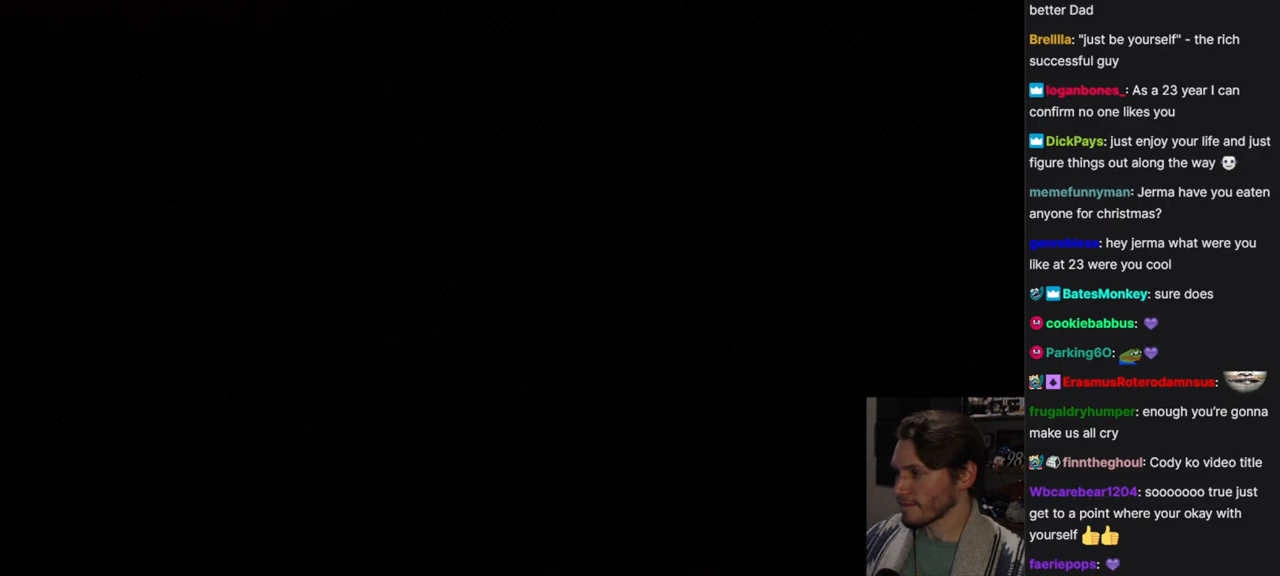 better Dad
Brelllla: "just be yourself" - the rich
successful guy
loganbones_: As a 23 year I can
confirm no one likes you
DickPays: just enjoy your life and just
figure things out along the way
memefunnyman: Jerma have you eaten
anyone for christmas?
: hey jerma what were you
like at 23 were you cool
BatesMonkey: sure does
cookiebabbus:
Parking6O:
ErasmusRoterodamnsus:
frugaldryhumper: enough you're gonna
make us all cry
finntheghoul: Cody ko video title
Wbcarebear1204: sooooooo true just
get to a point where your okay with
yourself
faeriepops:
98